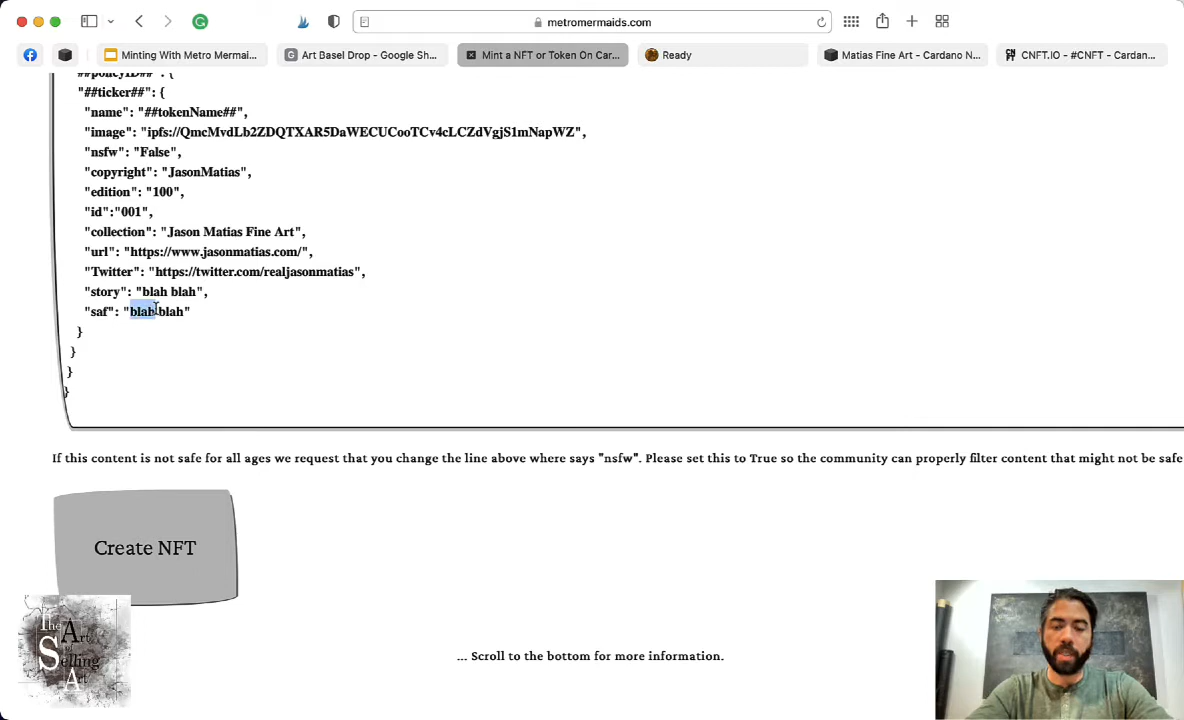 metromermaids.com
Minting With Metro Mermai...
Art Basel Drop - Google Sh...
Mint a NFT or Token On Car...
Ready
Matias Fine Art - Cardano N...
CNFT.IO - #CNFT - Cardan...
"##policyID##" : {
"##ticker##": {
"name": "##tokenName##",
"image": "ipfs://QmcMvdLb2ZDQTXAR5DaWECUCooTCv4cLCZdVgjS1mNapWZ",
"nsfw": "False",
"copyright": "JasonMatias",
"edition": "100",
"id":"001",
"collection": "Jason Matias Fine Art",
"url": "https://www.jasonmatias.com/",
"Twitter": "https://twitter.com/realjasonmatias",
"story": "blah blah",
"saf": "blah blah"
}
}
}
}
If this content is not safe for all ages we request that you change the line above where says "nsfw". Please set this to True so the community can properly filter content that might not be safe
Create NFT
The Art of Selling Art
... Scroll to the bottom for more information.